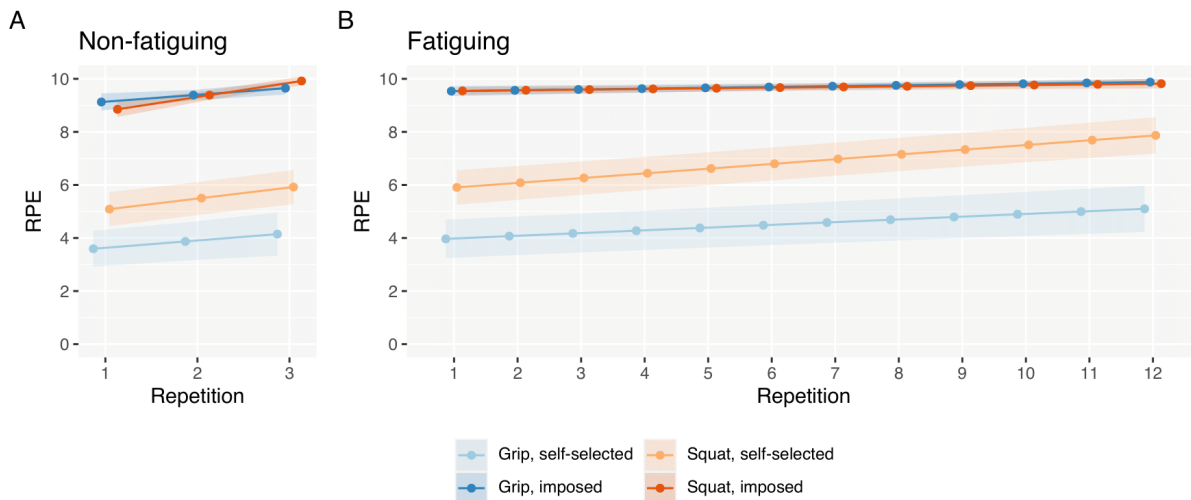 A
Non-fatiguing
RPE
10
8
6
4
2
0
1 2 3
Repetition
B
Fatiguing
RPE
10
8
6
4
2
0
1 2 3 4 5 6 7 8 9 10 11 12
Repetition
Grip, self-selected
Squat, self-selected
Grip, imposed
Squat, imposed